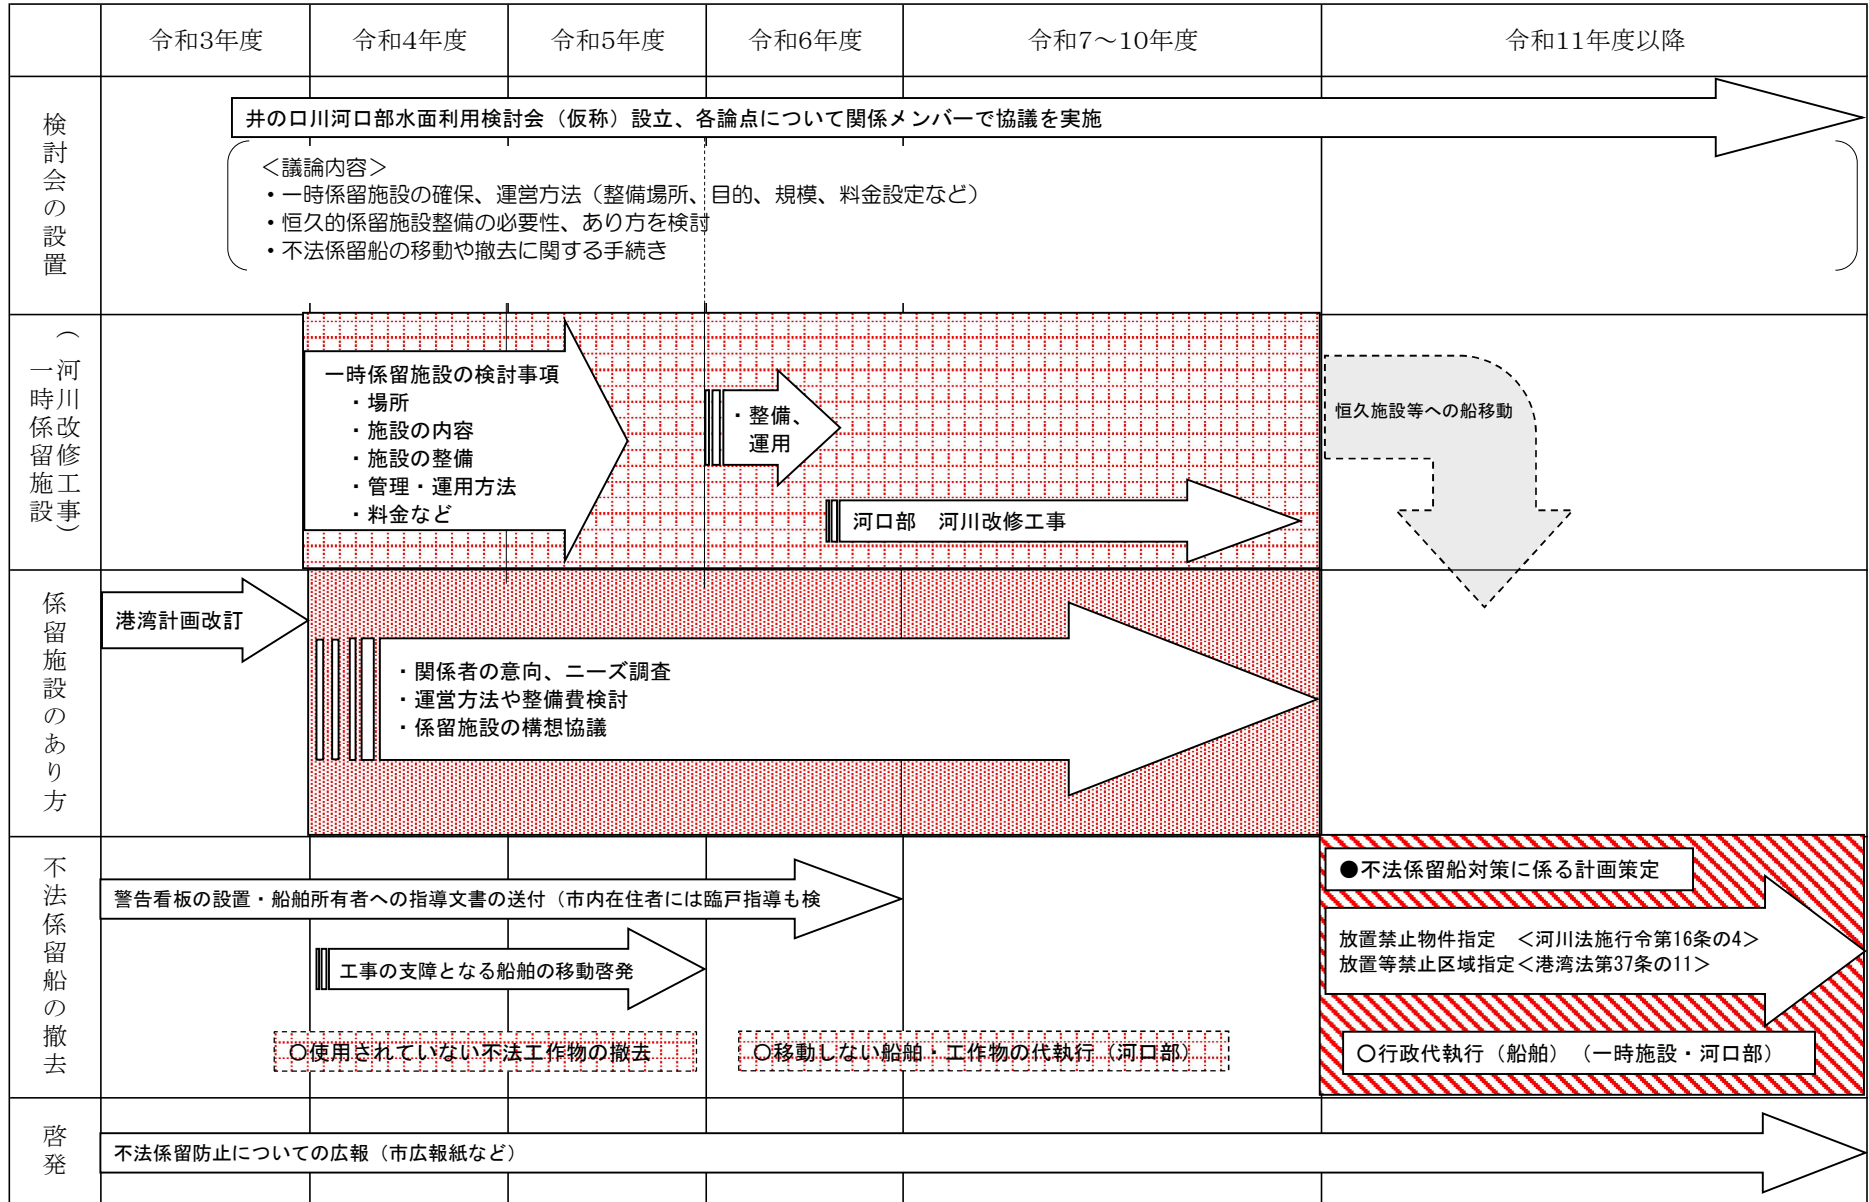 令和3年度
令和4年度
令和5年度
令和6年度
令和7～10年度
令和11年度以降
検討会の設置
井の口川河口部水面利用検討会（仮称）設立、各論点について関係メンバーで協議を実施
＜議論内容＞
・一時係留施設の確保、運営方法（整備場所、目的、規模、料金設定など）
・恒久的係留施設整備の必要性、あり方を検討
・不法係留船の移動や撤去に関する手続き
（河川改修工事）
一時係留施設
一時係留施設の検討事項
・場所
・施設の内容
・施設の整備
・管理・運用方法
・料金など
・整備、
運用
河口部　河川改修工事
恒久施設等への船移動
係留施設のあり方
港湾計画改訂
・関係者の意向、ニーズ調査
・運営方法や整備費検討
・係留施設の構想協議
不法係留船の撤去
警告看板の設置・船舶所有者への指導文書の送付（市内在住者には臨戸指導も検
工事の支障となる船舶の移動啓発
○使用されていない不法工作物の撤去
○移動しない船舶・工作物の代執行（河口部）
●不法係留船対策に係る計画策定
放置禁止物件指定　＜河川法施行令第16条の4＞
放置等禁止区域指定＜港湾法第37条の11＞
○行政代執行（船舶）（一時施設・河口部）
啓発
不法係留防止についての広報（市広報紙など）